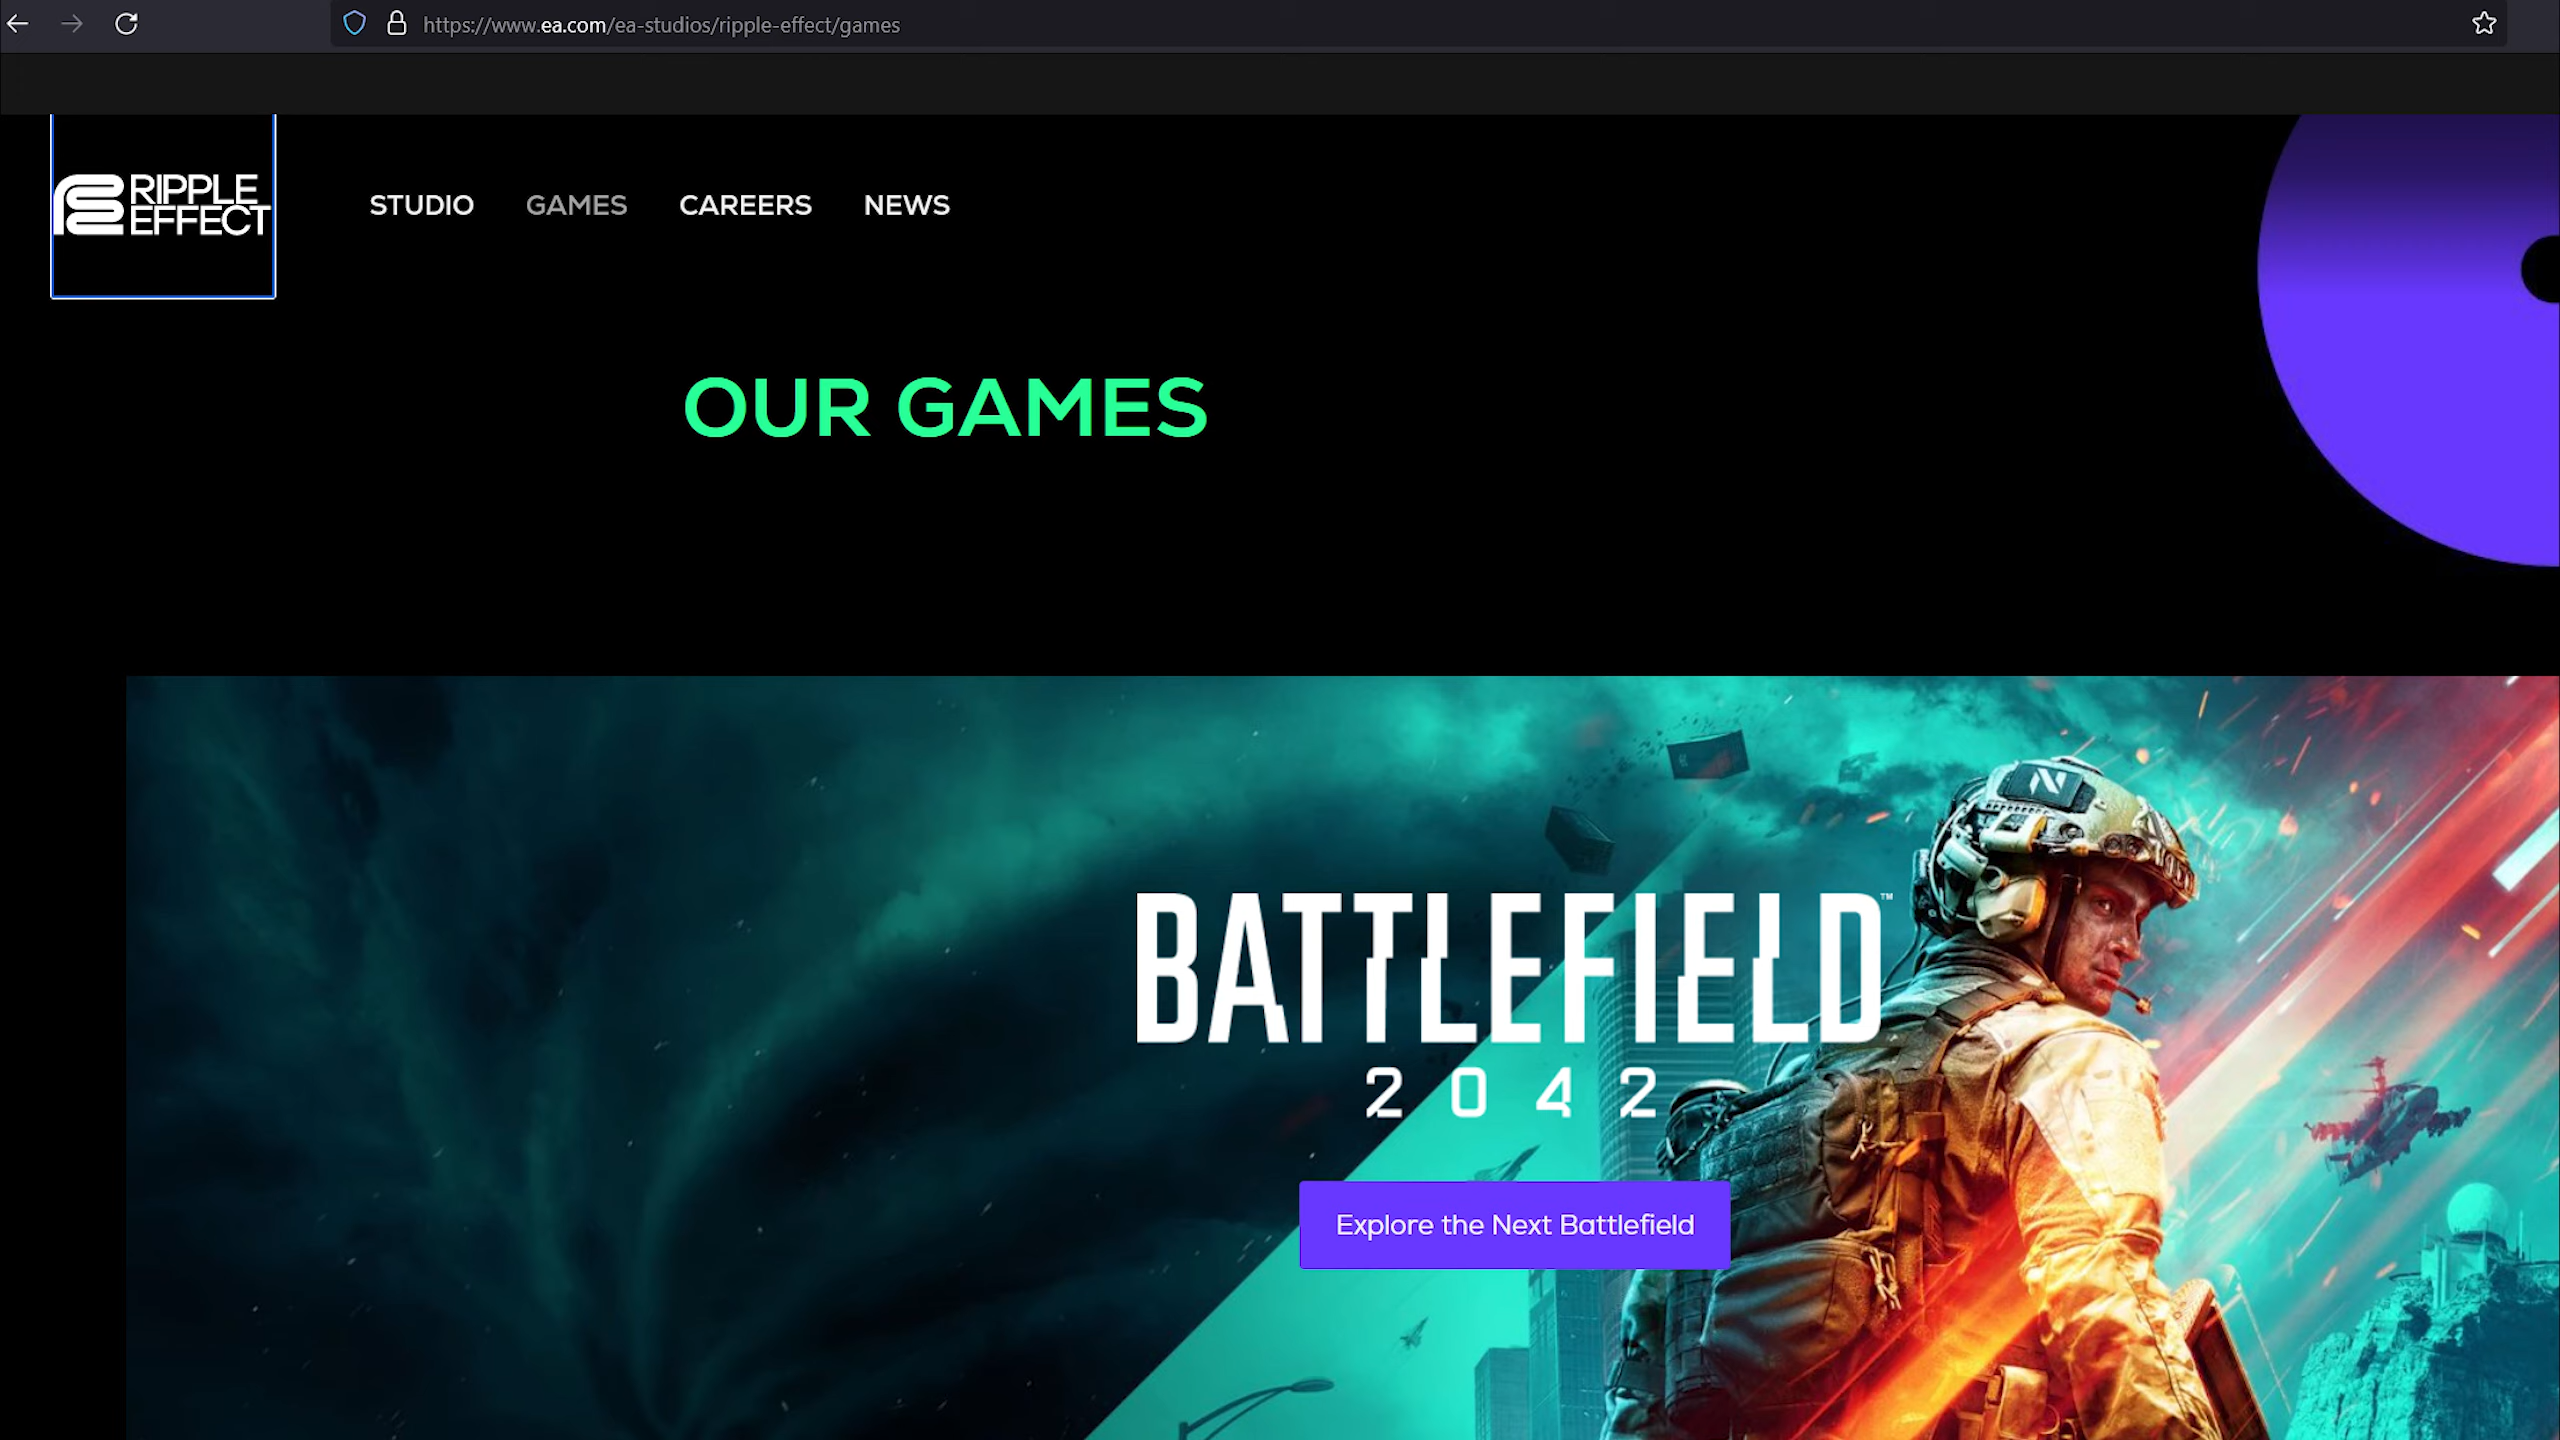 https://www.ea.com/ea-studios/ripple-effect/games
RIPPLE
EFFECT
STUDIO
GAMES
CAREERS
NEWS
OUR GAMES
BATTLEFIELD™
2042
Explore the Next Battlefield